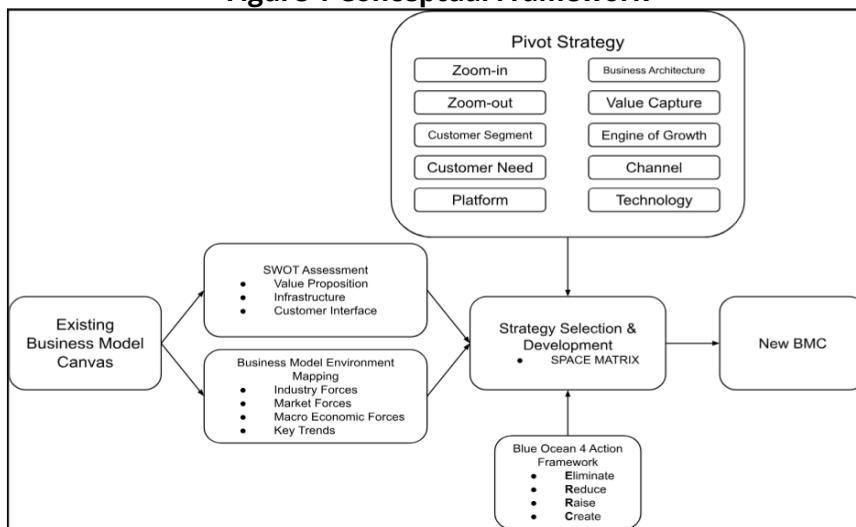 Figure 1 Conceptual Framework
Pivot Strategy
Zoom-in
Business Architecture
Zoom-out
Value Capture
Customer Segment
Engine of Growth
Customer Need
Channel
Platform
Technology
SWOT Assessment
● Value Proposition
● Infrastructure
● Customer Interface
Existing
Business Model
Canvas
Business Model Environment
Mapping
● Industry Forces
● Market Forces
● Macro Economic Forces
● Key Trends
Strategy Selection &
Development
● SPACE MATRIX
New BMC
Blue Ocean 4 Action
Framework
● Eliminate
● Reduce
● Raise
● Create